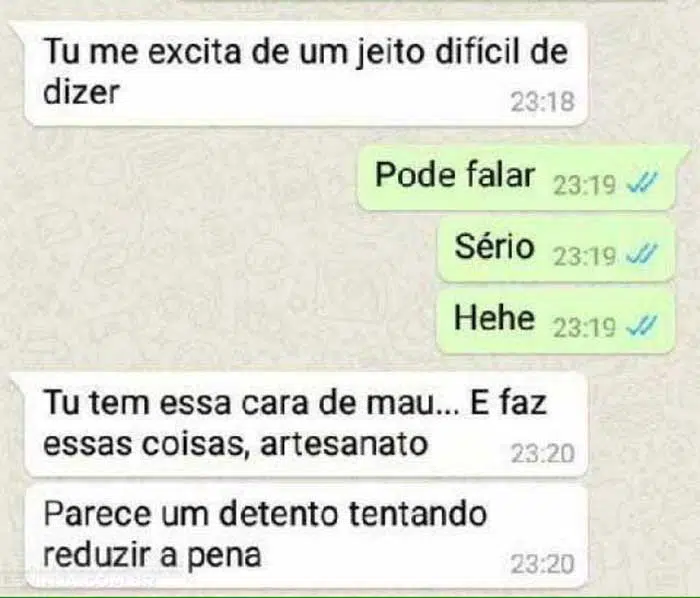 Tu me excita de um jeito difícil de
dizer
23:18
Pode falar 23:19
Sério 23:19
Hehe 23:19
Tu tem essa cara de mau... E faz
essas coisas, artesanato
23:20
Parece um detento tentando
reduzir a pena
23:20